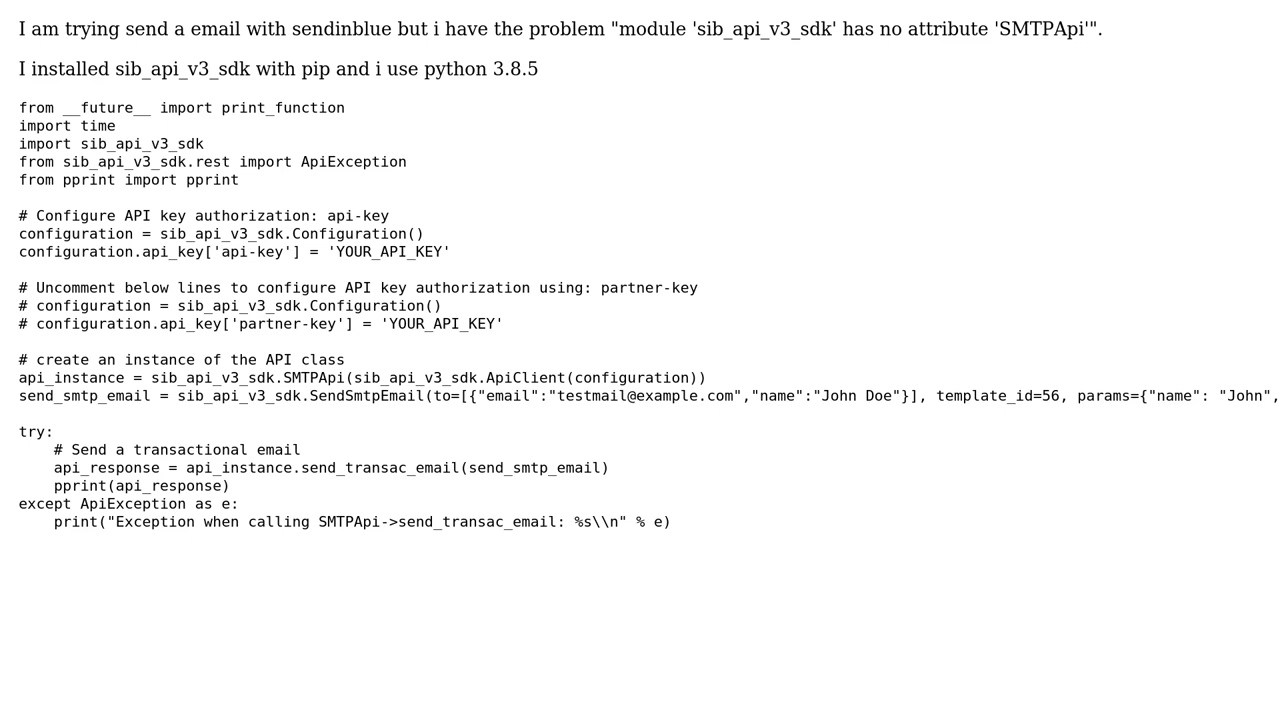 I am trying send a email with sendinblue but i have the problem "module 'sib_api_v3_sdk' has no attribute 'SMTPApi'".
I installed sib_api_v3_sdk with pip and i use python 3.8.5
from __future__ import print_function
import time
import sib_api_v3_sdk
from sib_api_v3_sdk.rest import ApiException
from pprint import pprint
# Configure API key authorization: api-key
configuration = sib_api_v3_sdk.Configuration()
configuration.api_key['api-key'] = 'YOUR_API_KEY'
# Uncomment below lines to configure API key authorization using: partner-key
# configuration = sib_api_v3_sdk.Configuration()
# configuration.api_key['partner-key'] = 'YOUR_API_KEY'
# create an instance of the API class
api_instance = sib_api_v3_sdk.SMTPApi(sib_api_v3_sdk.ApiClient(configuration))
send_smtp_email = sib_api_v3_sdk.SendSmtpEmail(to=[{"email":"testmail@example.com","name":"John Doe"}], template_id=56, params={"name": "John",
try:
    # Send a transactional email
    api_response = api_instance.send_transac_email(send_smtp_email)
    pprint(api_response)
except ApiException as e:
    print("Exception when calling SMTPApi->send_transac_email: %s\\n" % e)